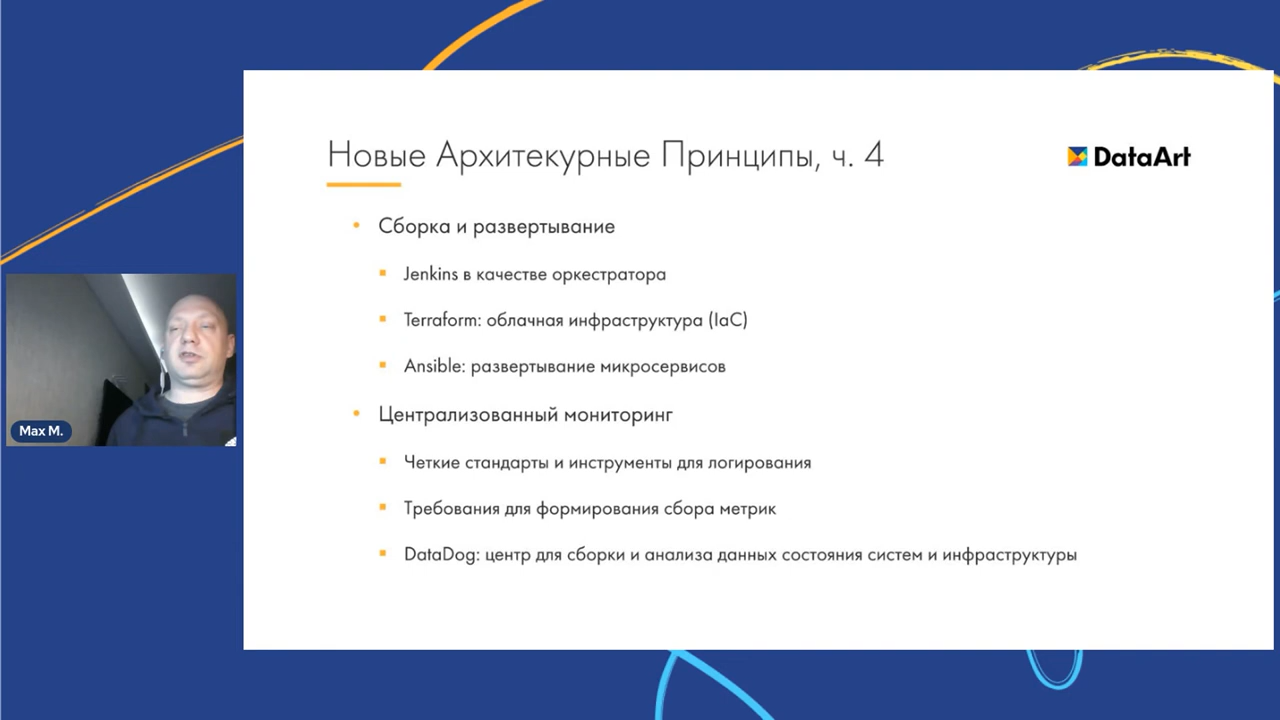 Новые Архитекурные Принципы, ч. 4
DataArt
Сборка и развертывание
Jenkins в качестве оркестратора
Terraform: облачная инфраструктура (IaC)
Ansible: развертывание микросервисов
Централизованный мониторинг
Четкие стандарты и инструменты для логирования
Требования для формирования сбора метрик
DataDog: центр для сборки и анализа данных состояния систем и инфраструктуры
Max M.